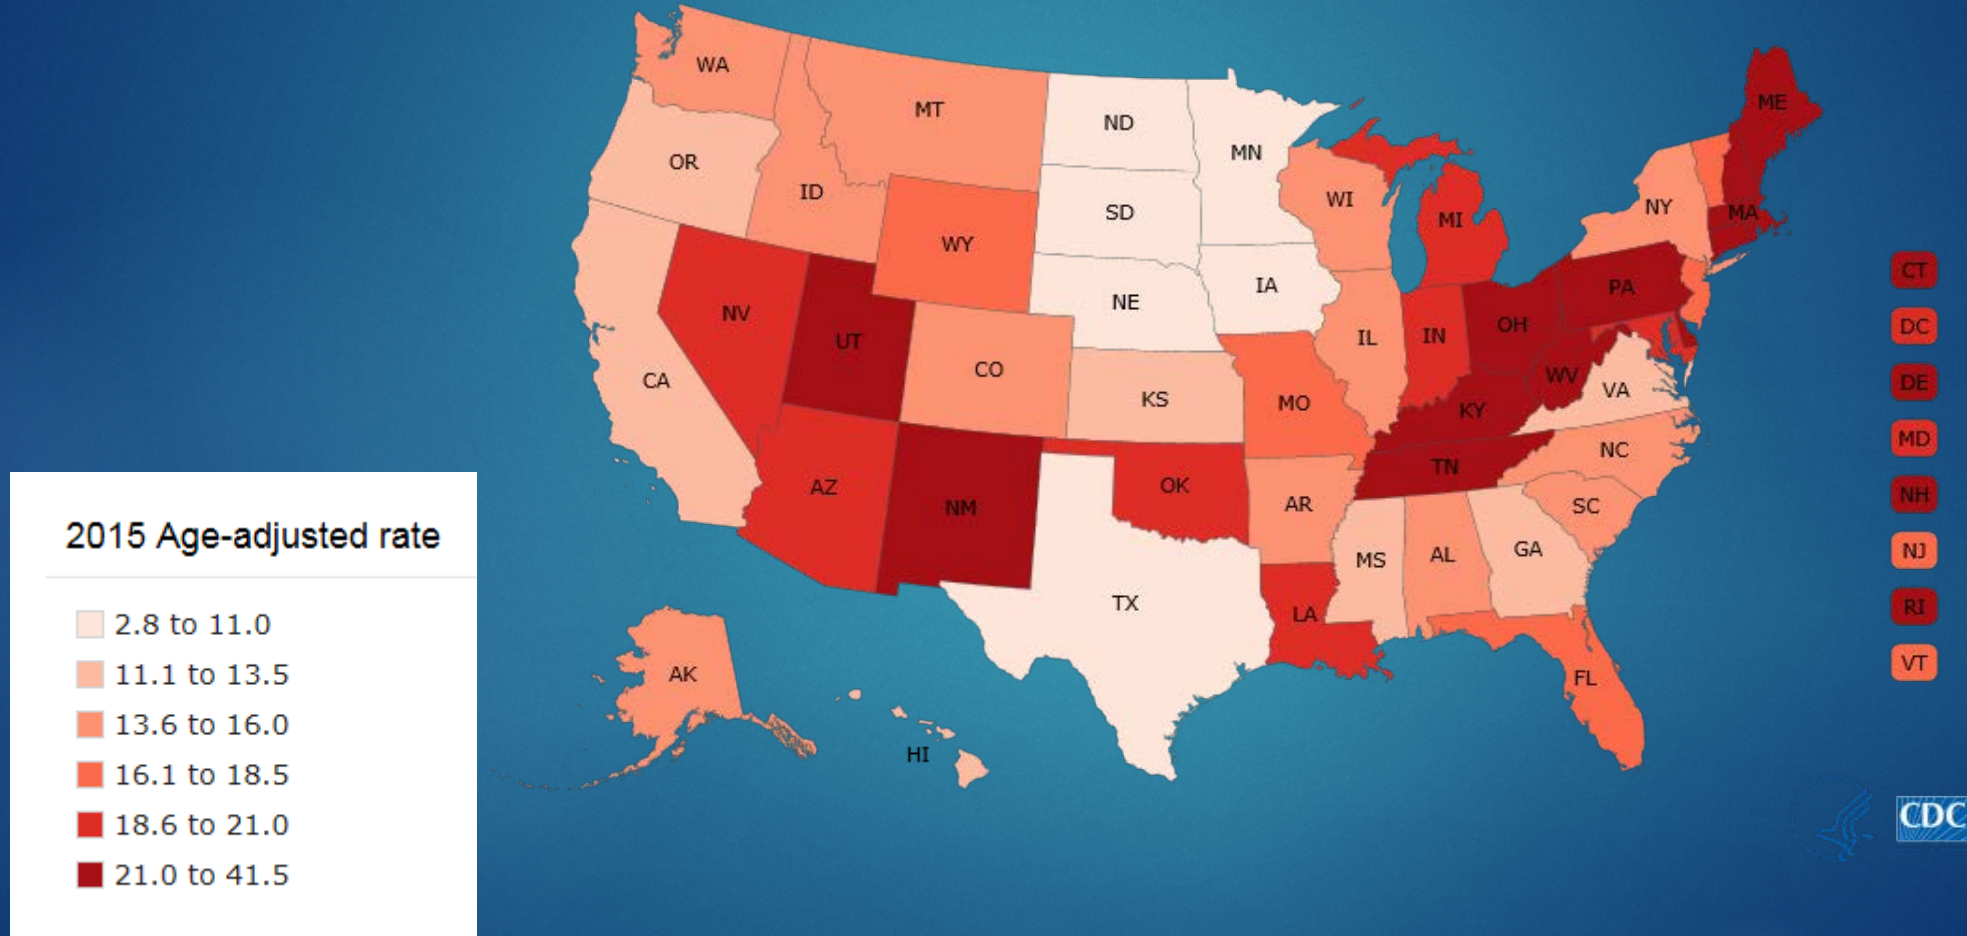 WA
MT
ND
MN
ME
OR
ID
SD
WI
MI
NY
MA
WY
NE
IA
PA
CT
NV
UT
CO
KS
MO
IL
IN
OH
WV
VA
KY
DC
CA
DE
AZ
NM
OK
AR
TN
NC
SC
MD
NH
TX
LA
MS
AL
GA
FL
NJ
RI
VT
AK
HI
2015 Age-adjusted rate
2.8 to 11.0
11.1 to 13.5
13.6 to 16.0
16.1 to 18.5
18.6 to 21.0
21.0 to 41.5
CDC